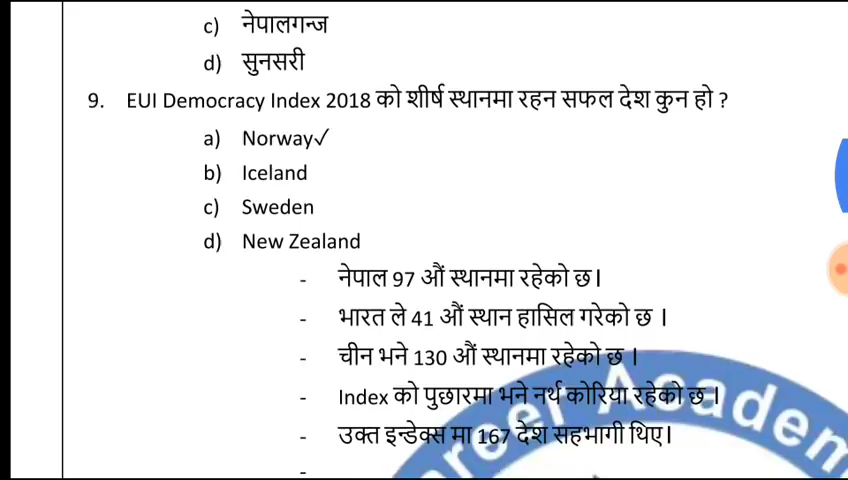 c) नेपालगन्ज
d) सुनसरी
9. EUI Democracy Index 2018 को शीर्ष स्थानमा रहन सफल देश कुन हो ?
a) Norway✓
b) Iceland
c) Sweden
d) New Zealand
- नेपाल 97 औं स्थानमा रहेको छ।
- भारत ले 41 औं स्थान हासिल गरेको छ ।
- चीन भने 130 औं स्थानमा रहेको छ ।
- Index को पुछारमा भने नर्थ कोरिया रहेको छ ।
- उक्त इन्डेक्स मा 167 देश सहभागी थिए।
-